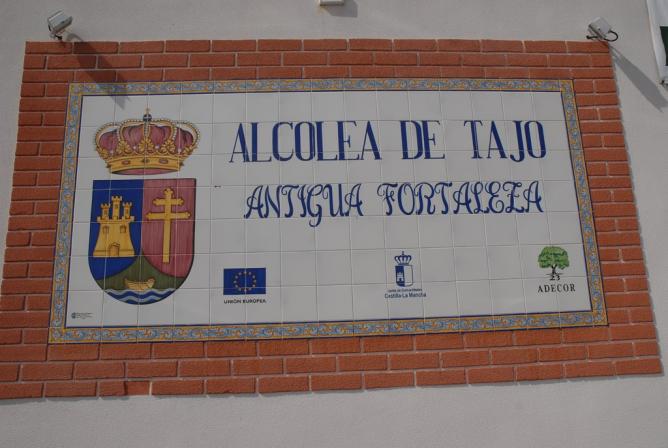 ALCOLEA DE TAJO
ANTIGUA FORTALEZA
UNIÓN EUROPEA
Castilla-La Mancha
ADECOR